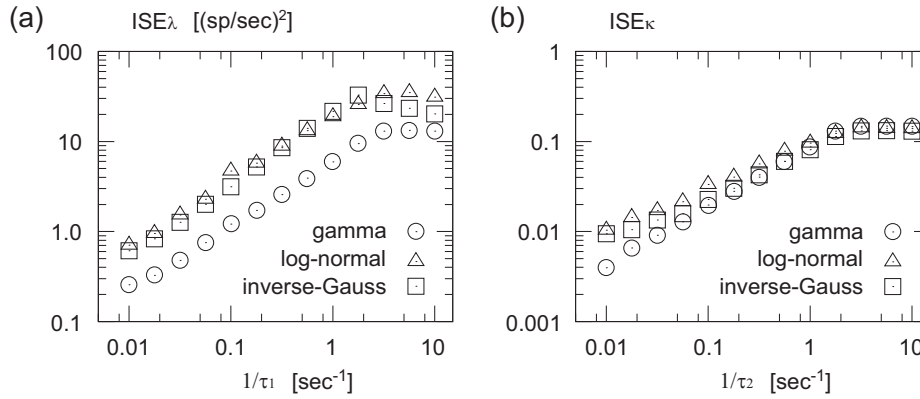 (a) ISEλ [(sp/sec)²]
100
10
1.0
0.1
gamma
log-normal
inverse-Gauss
0.01 0.1 1 10
1/τ1 [sec⁻¹]
(b) ISEκ
1
0.1
0.01
0.001
gamma
log-normal
inverse-Gauss
0.01 0.1 1 10
1/τ2 [sec⁻¹]